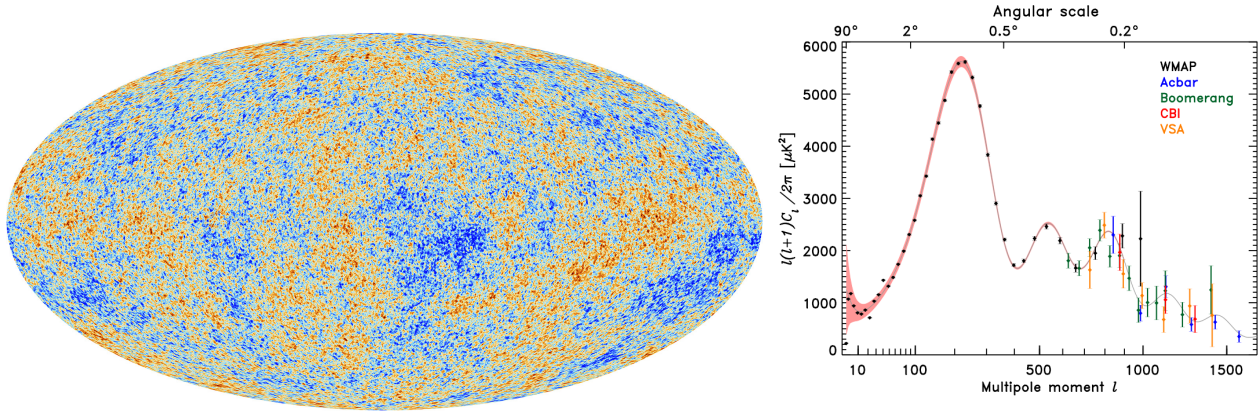 Angular scale
90° 2° 0.5° 0.2°
6000
5000
4000
3000
2000
1000
0
l(l+1)C_l/2π [μK²]
WMAP
Acbar
Boomerang
CBI
VSA
10 100 500 1000 1500
Multipole moment l